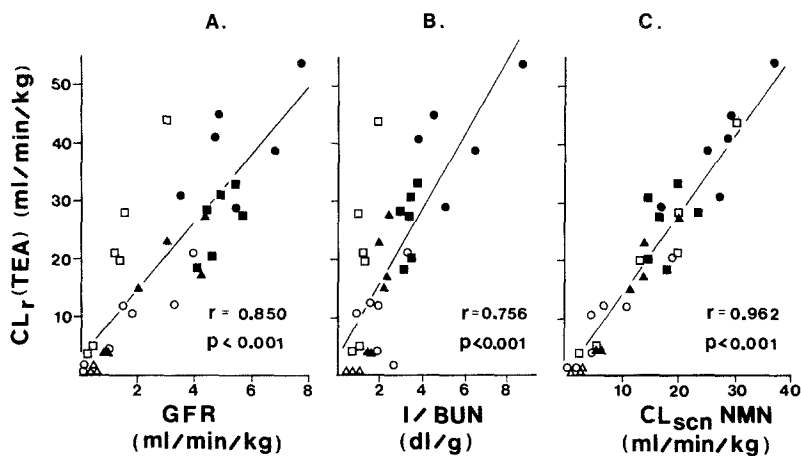 A.
B.
C.
CLr(TEA) (ml/min/kg)
50
40
30
20
10
r = 0.850
p < 0.001
r = 0.756
p<0.001
r = 0.962
p<0.001
2 4 6 8
2 4 6 8
10 20 30 40
GFR
(ml/min/kg)
I/BUN
(dl/g)
CLscn NMN
(ml/min/kg)